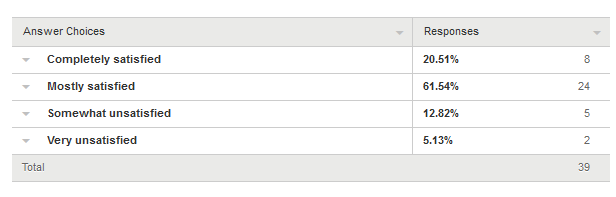 Answer Choices Responses
Completely satisfied 20.51% 8
Mostly satisfied 61.54% 24
Somewhat unsatisfied 12.82% 5
Very unsatisfied 5.13% 2
Total 39